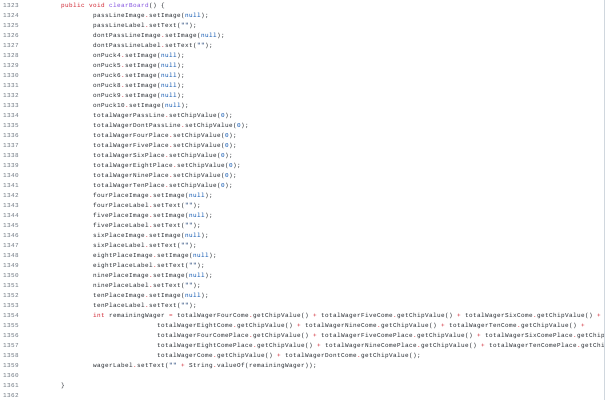 1323 public void clearBoard() {
1324 passLineImage.setImage(null);
1325 passLineLabel.setText("");
1326 dontPassLineImage.setImage(null);
1327 dontPassLineLabel.setText("");
1328 onPuck4.setImage(null);
1329 onPuck5.setImage(null);
1330 onPuck6.setImage(null);
1331 onPuck8.setImage(null);
1332 onPuck9.setImage(null);
1333 onPuck10.setImage(null);
1334 totalWagerPassLine.setChipValue(0);
1335 totalWagerDontPassLine.setChipValue(0);
1336 totalWagerFourPlace.setChipValue(0);
1337 totalWagerFivePlace.setChipValue(0);
1338 totalWagerSixPlace.setChipValue(0);
1339 totalWagerEightPlace.setChipValue(0);
1340 totalWagerNinePlace.setChipValue(0);
1341 totalWagerTenPlace.setChipValue(0);
1342 fourPlaceImage.setImage(null);
1343 fourPlaceLabel.setText("");
1344 fivePlaceImage.setImage(null);
1345 fivePlaceLabel.setText("");
1346 sixPlaceImage.setImage(null);
1347 sixPlaceLabel.setText("");
1348 eightPlaceImage.setImage(null);
1349 eightPlaceLabel.setText("");
1350 ninePlaceImage.setImage(null);
1351 ninePlaceLabel.setText("");
1352 tenPlaceImage.setImage(null);
1353 tenPlaceLabel.setText("");
1354 int remainingWager = totalWagerFourCome.getChipValue() + totalWagerFiveCome.getChipValue() + totalWagerSixCome.getChipValue() +
1355 totalWagerEightCome.getChipValue() + totalWagerNineCome.getChipValue() + totalWagerTenCome.getChipValue() +
1356 totalWagerFourComePlace.getChipValue() + totalWagerFiveComePlace.getChipValue() + totalWagerSixComePlace.getChip
1357 totalWagerEightComePlace.getChipValue() + totalWagerNineComePlace.getChipValue() + totalWagerTenComePlace.getChi
1358 totalWagerCome.getChipValue() + totalWagerDontCome.getChipValue();
1359 wagerLabel.setText("" + String.valueOf(remainingWager));
1360
1361 }
1362